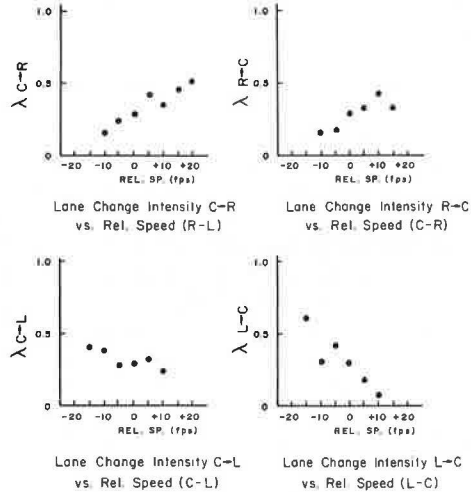 1.0
0.5
0
λ C→R
-20 -10 0 +10 +20
REL. SP. (fps)
Lane Change Intensity C→R
vs. Rel. Speed (R-L)
1.0
0.5
0
λ R→C
-20 -10 0 +10 +20
REL. SP. (fps)
Lane Change Intensity R→C
vs. Rel. Speed (C-R)
1.0
0.5
0
λ C→L
-20 -10 0 +10 +20
REL. SP. (fps)
Lane Change Intensity C→L
vs. Rel. Speed (C-L)
1.0
0.5
0
λ L→C
-20 -10 0 +10 +20
REL. SP. (fps)
Lane Change Intensity L→C
vs. Rel. Speed (L-C)